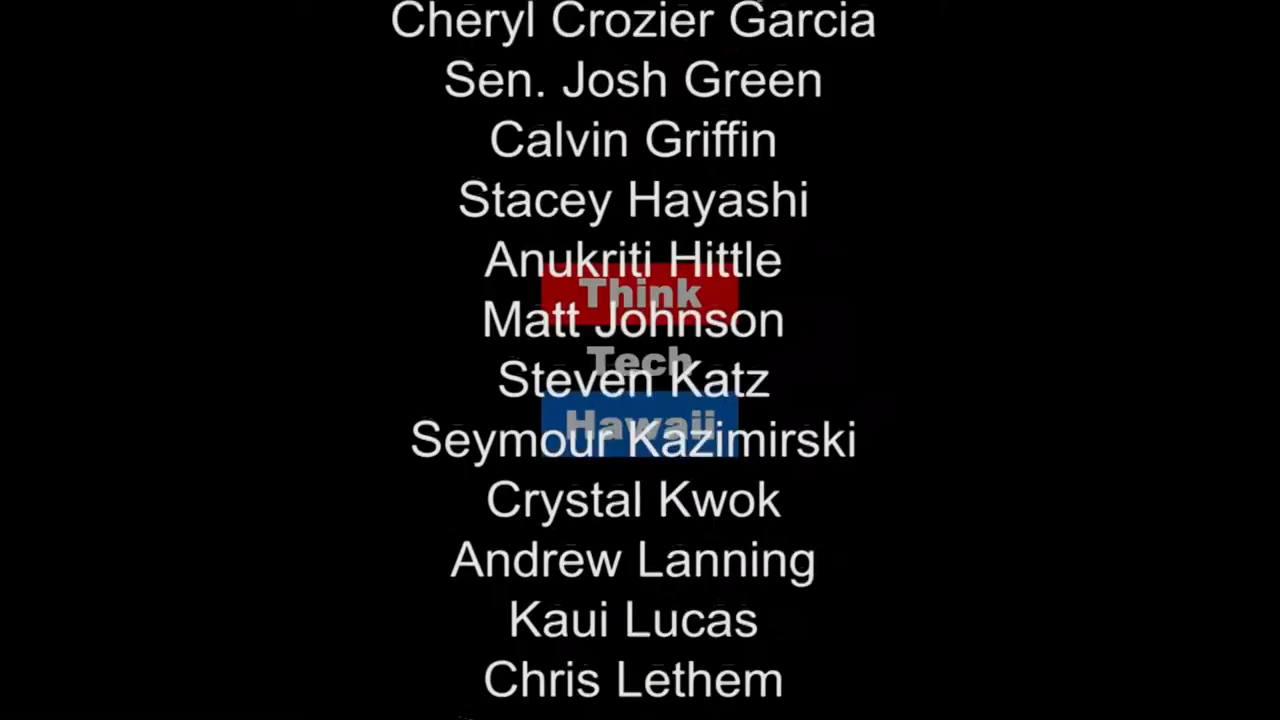 Cheryl Crozier Garcia
Sen. Josh Green
Calvin Griffin
Stacey Hayashi
Anukriti Hittle
Think
Matt Johnson
Tech
Steven Katz
Hawaii
Seymour Kazimirski
Crystal Kwok
Andrew Lanning
Kaui Lucas
Chris Lethem